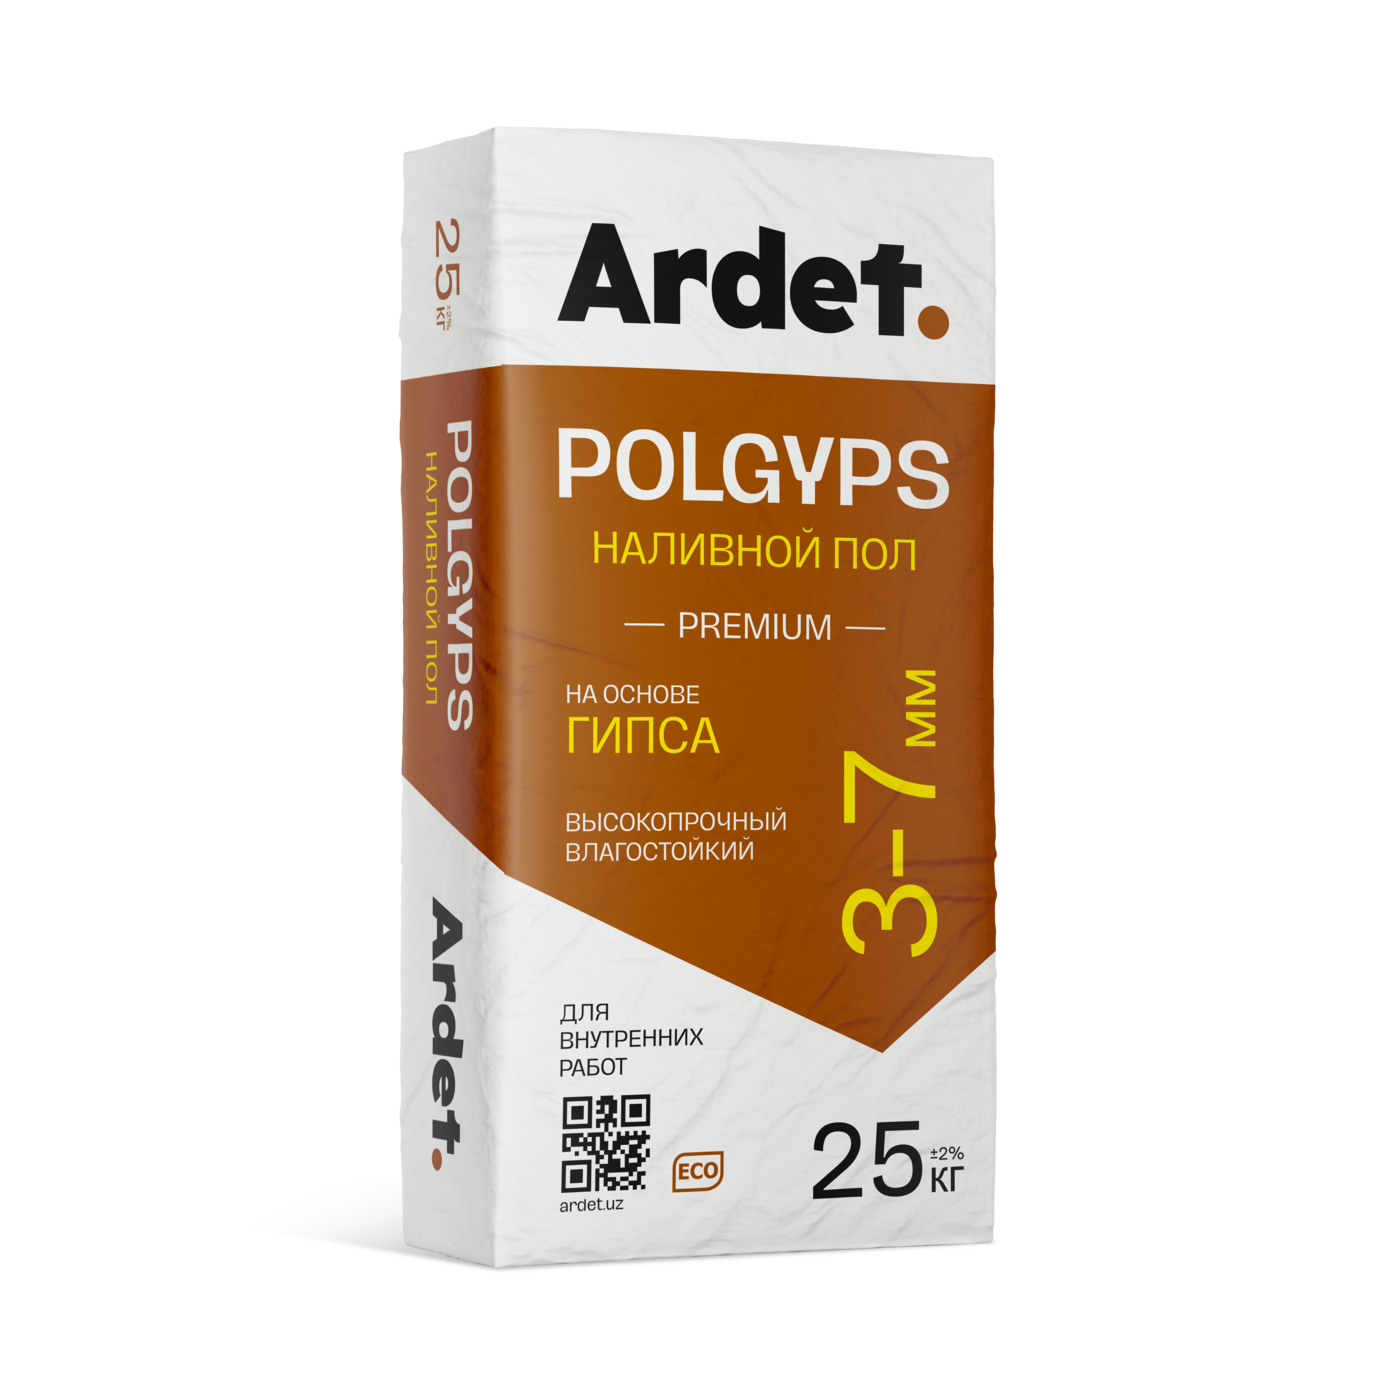 Ardet.
POLGYPS
НАЛИВНОЙ ПОЛ
PREMIUM
НА ОСНОВЕ
ГИПСА
3-7 мм
ВЫСОКОПРОЧНЫЙ
ВЛАГОСТОЙКИЙ
ДЛЯ
ВНУТРЕННИХ
РАБОТ
ardet.uz
ECO
25 ±2% КГ
25 ±2% КГ
POLGYPS
НАЛИВНОЙ ПОЛ
Ardet.